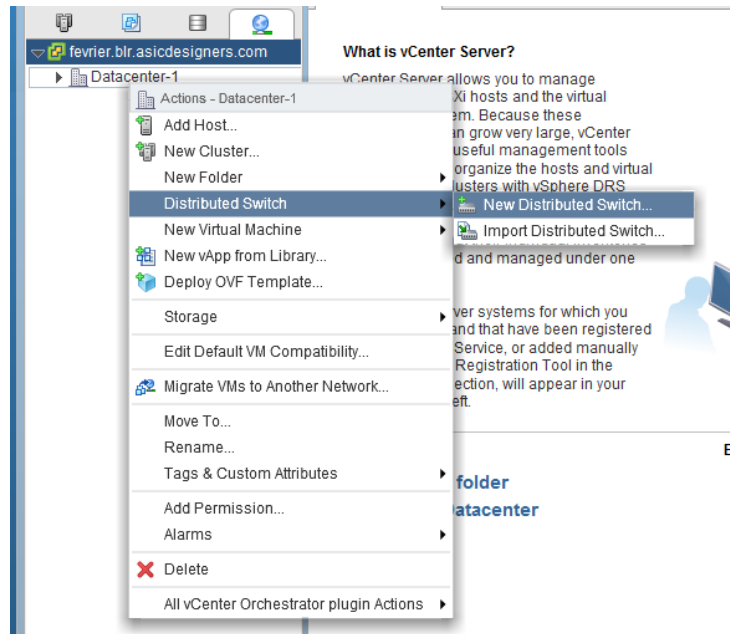 fevrier.blr.asicdesigners.com
Datacenter-1
Actions - Datacenter-1
Add Host...
New Cluster...
New Folder
Distributed Switch
New Virtual Machine
New vApp from Library...
Deploy OVF Template...
Storage
Edit Default VM Compatibility...
Migrate VMs to Another Network...
Move To...
Rename...
Tags & Custom Attributes
Add Permission...
Alarms
Delete
All vCenter Orchestrator plugin Actions
New Distributed Switch...
Import Distributed Switch...
What is vCenter Server?
vCenter Server allows you to manage
Xi hosts and the virtual
em. Because these
an grow very large, vCenter
useful management tools
organize the hosts and virtual
lusters with vSphere DRS
d and managed under one
ver systems for which you
and that have been registered
Service, or added manually
Registration Tool in the
ection, will appear in your
eft.
E
folder
atacenter